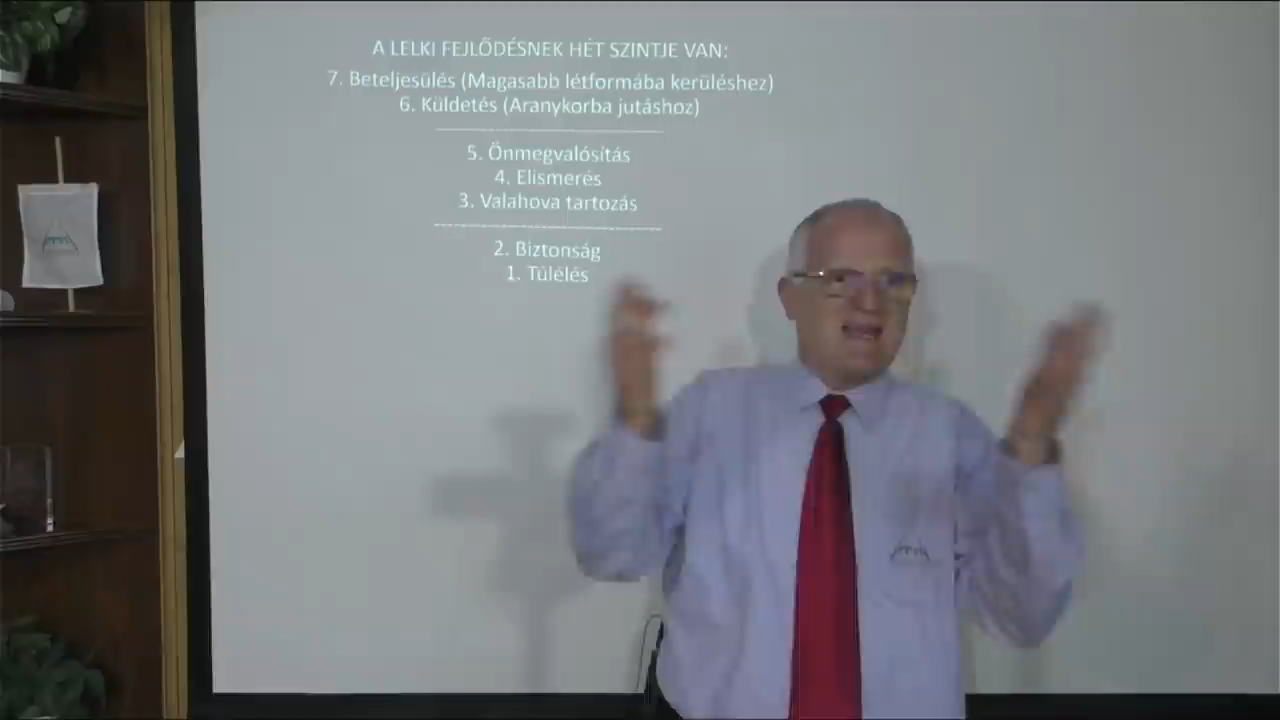 A LELKI FEJLŐDÉSNEK HÉT SZINTJE VAN:
7. Beteljesülés (Magasabb létformába kerüléshez)
6. Küldetés (Aranykorba jutáshoz)
5. Önmegvalósítás
4. Elismerés
3. Valahova tartozás
2. Biztonság
1. Túlélés